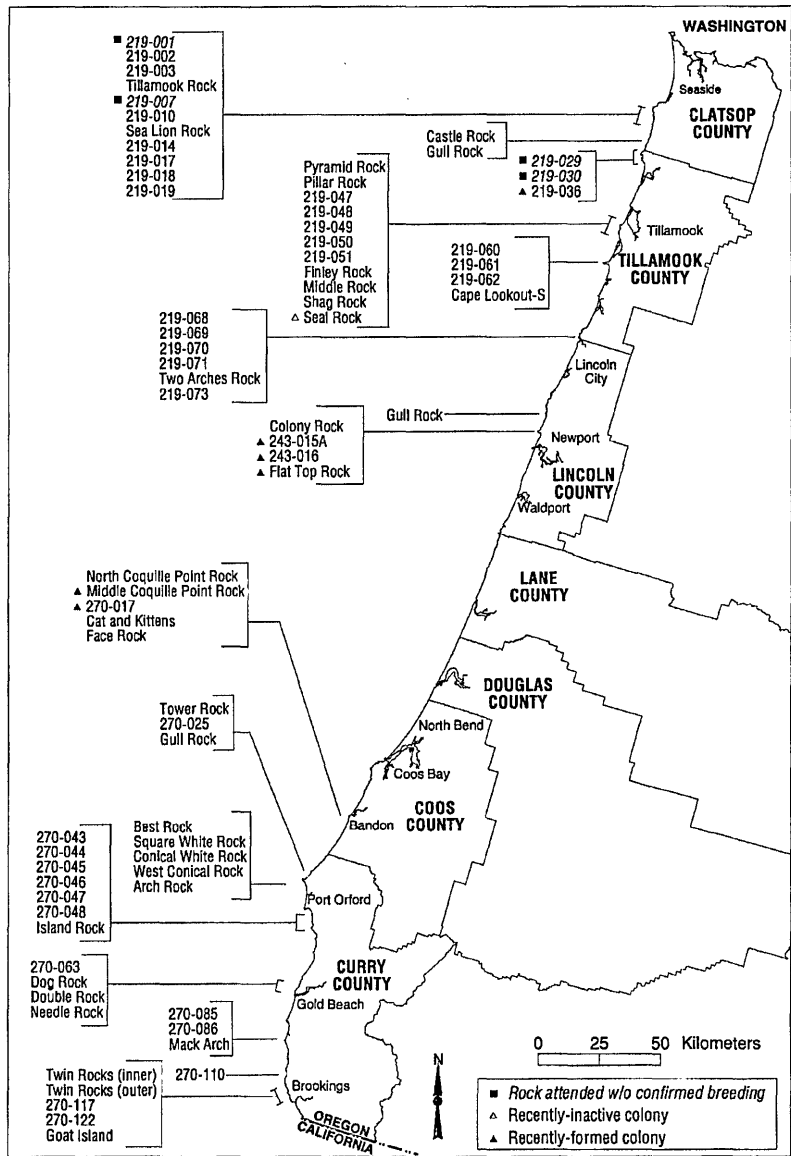 WASHINGTON
Seaside
CLATSOP
COUNTY
■ 219-001
219-002
219-003
Tillamook Rock
■ 219-007
219-010
Sea Lion Rock
219-014
219-017
219-018
219-019
Castle Rock
Gull Rock
■ 219-029
■ 219-030
▲ 219-036
Pyramid Rock
Pillar Rock
219-047
219-048
219-049
219-050
219-051
Finley Rock
Middle Rock
Shag Rock
△ Seal Rock
Tillamook
TILLAMOOK
COUNTY
219-060
219-061
219-062
Cape Lookout-S
219-068
219-069
219-070
219-071
Two Arches Rock
219-073
Lincoln
City
Gull Rock
Colony Rock
▲ 243-015A
▲ 243-016
▲ Flat Top Rock
Newport
LINCOLN
COUNTY
Waldport
LANE
COUNTY
North Coquille Point Rock
▲ Middle Coquille Point Rock
▲ 270-017
Cat and Kittens
Face Rock
DOUGLAS
COUNTY
Tower Rock
270-025
Gull Rock
North Bend
Coos Bay
COOS
COUNTY
Bandon
Best Rock
Square White Rock
Conical White Rock
West Conical Rock
Arch Rock
270-043
270-044
270-045
270-046
270-047
270-048
Island Rock
Port Orford
CURRY
COUNTY
270-063
Dog Rock
Double Rock
Needle Rock
Gold Beach
270-085
270-086
Mack Arch
270-110
Twin Rocks (inner)
Twin Rocks (outer)
270-117
270-122
Goat Island
Brookings
OREGON
CALIFORNIA
N
0 25 50 Kilometers
■ Rock attended w/o confirmed breeding
△ Recently-inactive colony
▲ Recently-formed colony